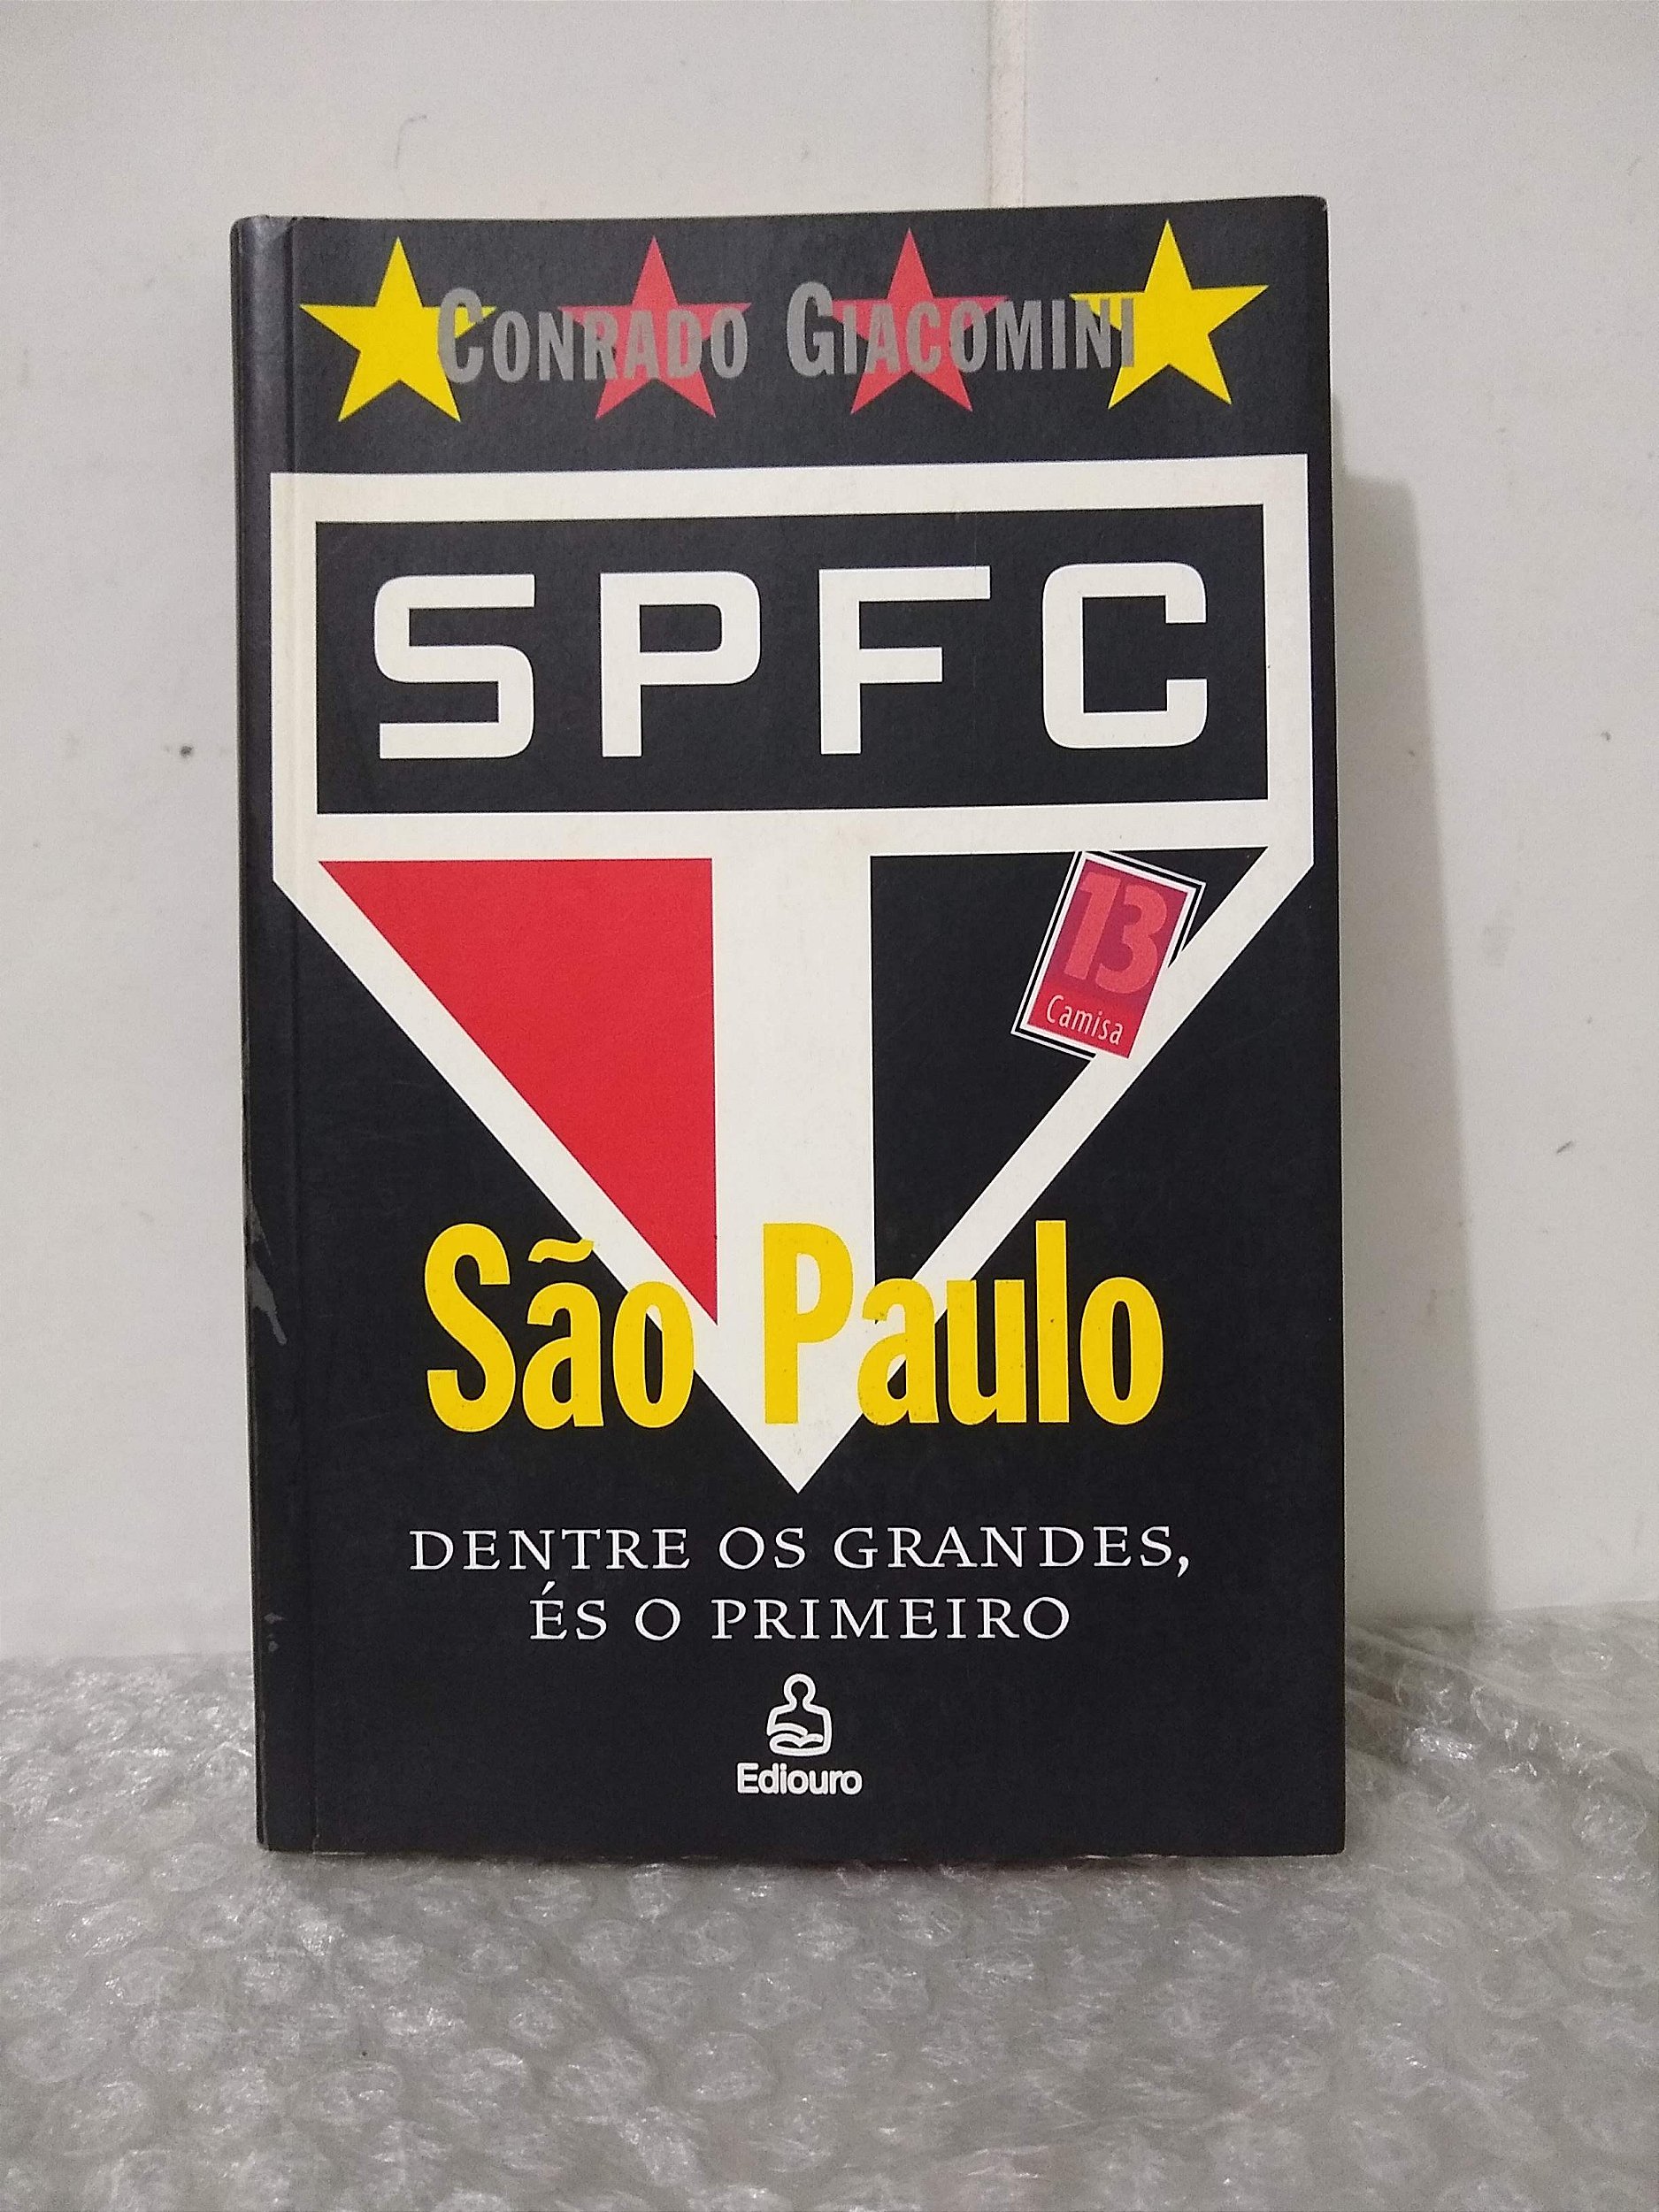 CONRADO GIACOMINI
SPFC
13
Camisa
São Paulo
DENTRE OS GRANDES,
ÉS O PRIMEIRO
Ediouro